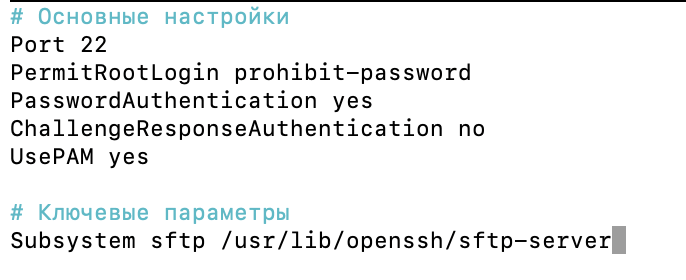 # Основные настройки
Port 22
PermitRootLogin prohibit-password
PasswordAuthentication yes
ChallengeResponseAuthentication no
UsePAM yes
# Ключевые параметры
Subsystem sftp /usr/lib/openssh/sftp-server